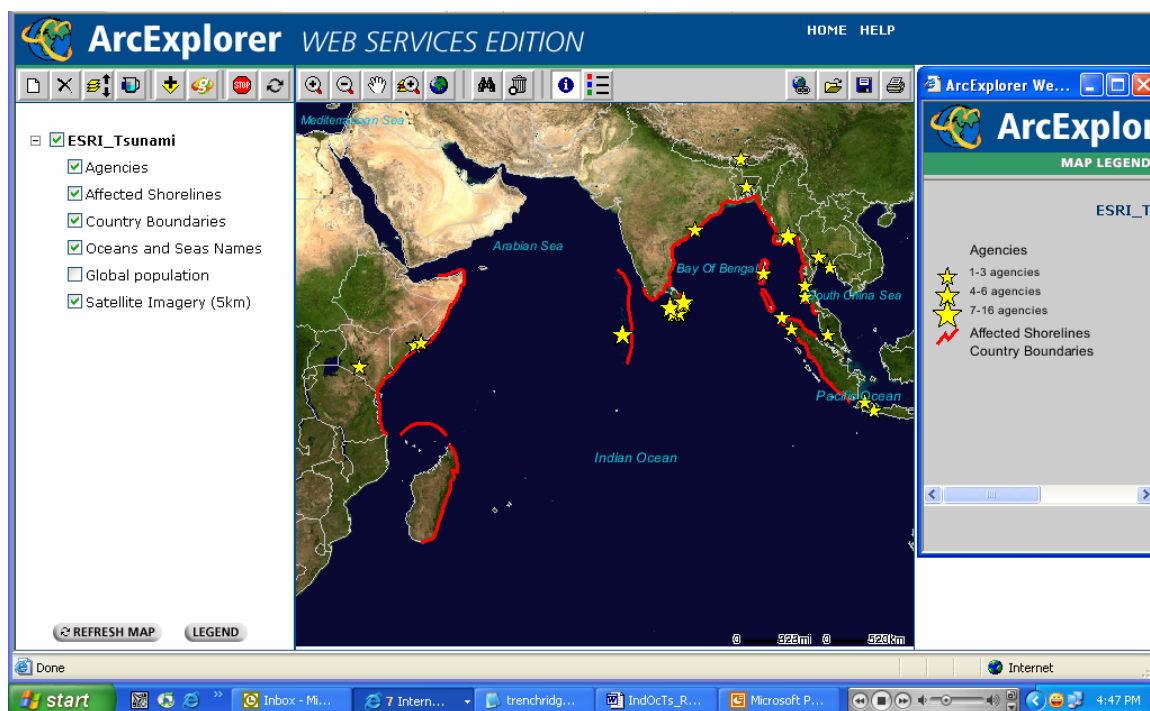 ArcExplorer WEB SERVICES EDITION
HOME HELP
STOP
ESRI_Tsunami
Agencies
Affected Shorelines
Country Boundaries
Oceans and Seas Names
Global population
Satellite Imagery (5km)
REFRESH MAP LEGEND
Mediterranean Sea
Arabian Sea
Bay Of Bengal
South China Sea
Pacific Ocean
Indian Ocean
0 323mi 0 520km
ArcExplorer We...
ArcExplor
MAP LEGEND
ESRI_T
Agencies
1-3 agencies
4-6 agencies
7-16 agencies
Affected Shorelines
Country Boundaries
Done
Internet
start
Inbox - Mi...
7 Intern...
trenchridg...
IndOcTs_R...
Microsoft P...
4:47 PM